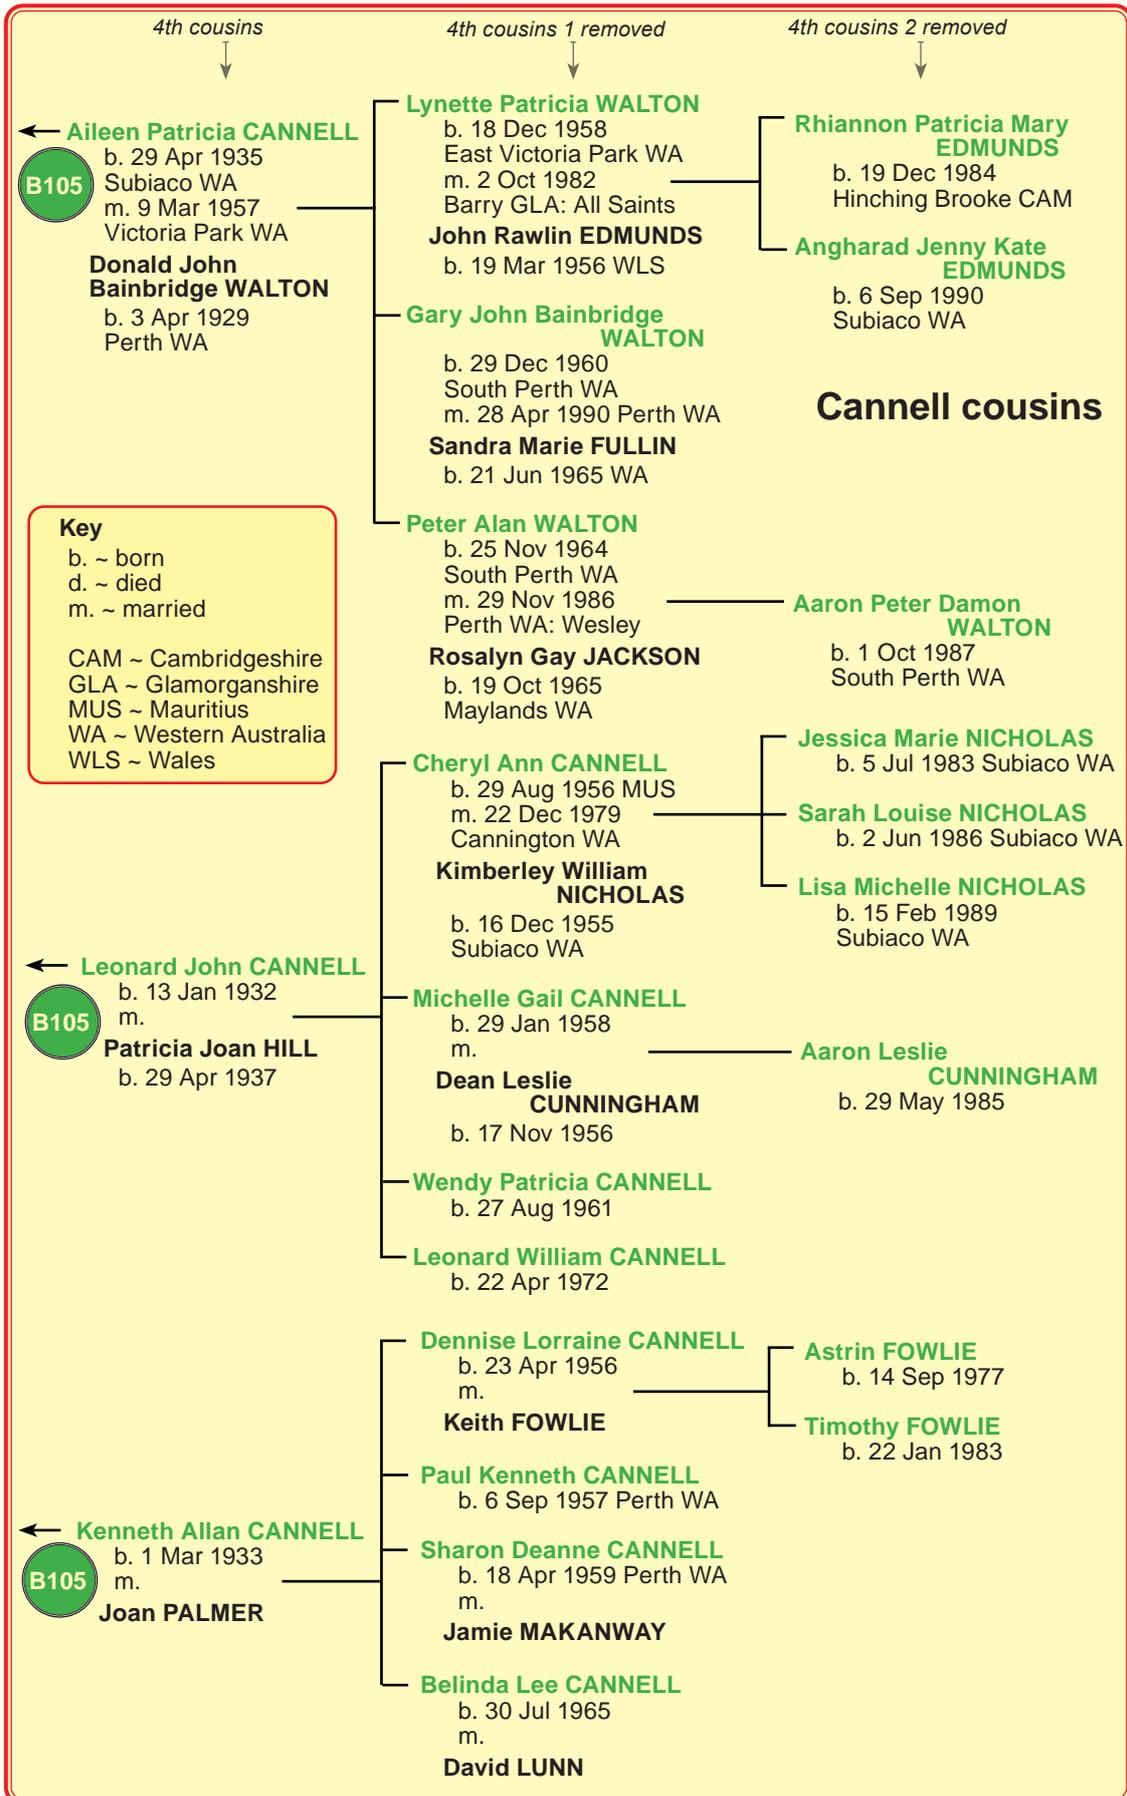 4th cousins
4th cousins 1 removed
4th cousins 2 removed
Aileen Patricia CANNELL
B105
b. 29 Apr 1935
Subiaco WA
m. 9 Mar 1957
Victoria Park WA
Donald John
Bainbridge WALTON
b. 3 Apr 1929
Perth WA
Lynette Patricia WALTON
b. 18 Dec 1958
East Victoria Park WA
m. 2 Oct 1982
Barry GLA: All Saints
John Rawlin EDMUNDS
b. 19 Mar 1956 WLS
Rhiannon Patricia Mary
EDMUNDS
b. 19 Dec 1984
Hinching Brooke CAM
Angharad Jenny Kate
EDMUNDS
b. 6 Sep 1990
Subiaco WA
Gary John Bainbridge
WALTON
b. 29 Dec 1960
South Perth WA
m. 28 Apr 1990 Perth WA
Sandra Marie FULLIN
b. 21 Jun 1965 WA
Cannell cousins
Peter Alan WALTON
b. 25 Nov 1964
South Perth WA
m. 29 Nov 1986
Perth WA: Wesley
Rosalyn Gay JACKSON
b. 19 Oct 1965
Maylands WA
Aaron Peter Damon
WALTON
b. 1 Oct 1987
South Perth WA
Key
b. ~ born
d. ~ died
m. ~ married
CAM ~ Cambridgeshire
GLA ~ Glamorganshire
MUS ~ Mauritius
WA ~ Western Australia
WLS ~ Wales
Leonard John CANNELL
B105
b. 13 Jan 1932
m.
Patricia Joan HILL
b. 29 Apr 1937
Cheryl Ann CANNELL
b. 29 Aug 1956 MUS
m. 22 Dec 1979
Cannington WA
Kimberley William
NICHOLAS
b. 16 Dec 1955
Subiaco WA
Jessica Marie NICHOLAS
b. 5 Jul 1983 Subiaco WA
Sarah Louise NICHOLAS
b. 2 Jun 1986 Subiaco WA
Lisa Michelle NICHOLAS
b. 15 Feb 1989
Subiaco WA
Michelle Gail CANNELL
b. 29 Jan 1958
m.
Dean Leslie
CUNNINGHAM
b. 17 Nov 1956
Aaron Leslie
CUNNINGHAM
b. 29 May 1985
Wendy Patricia CANNELL
b. 27 Aug 1961
Leonard William CANNELL
b. 22 Apr 1972
Kenneth Allan CANNELL
B105
b. 1 Mar 1933
m.
Joan PALMER
Dennise Lorraine CANNELL
b. 23 Apr 1956
m.
Keith FOWLIE
Astrin FOWLIE
b. 14 Sep 1977
Timothy FOWLIE
b. 22 Jan 1983
Paul Kenneth CANNELL
b. 6 Sep 1957 Perth WA
Sharon Deanne CANNELL
b. 18 Apr 1959 Perth WA
m.
Jamie MAKANWAY
Belinda Lee CANNELL
b. 30 Jul 1965
m.
David LUNN